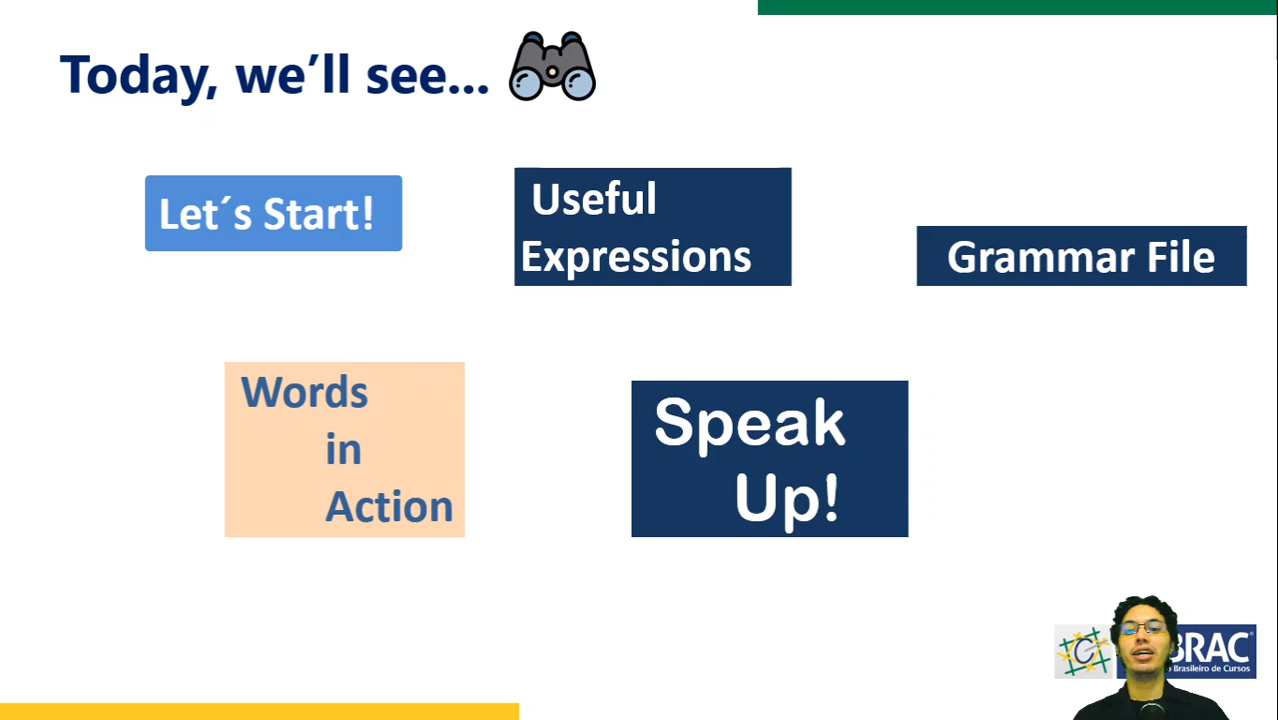 Today, we’ll see...
Let´s Start!
Useful
Expressions
Grammar File
Words
in
Action
Speak
Up!
BRAC
Brasileiro de Cursos